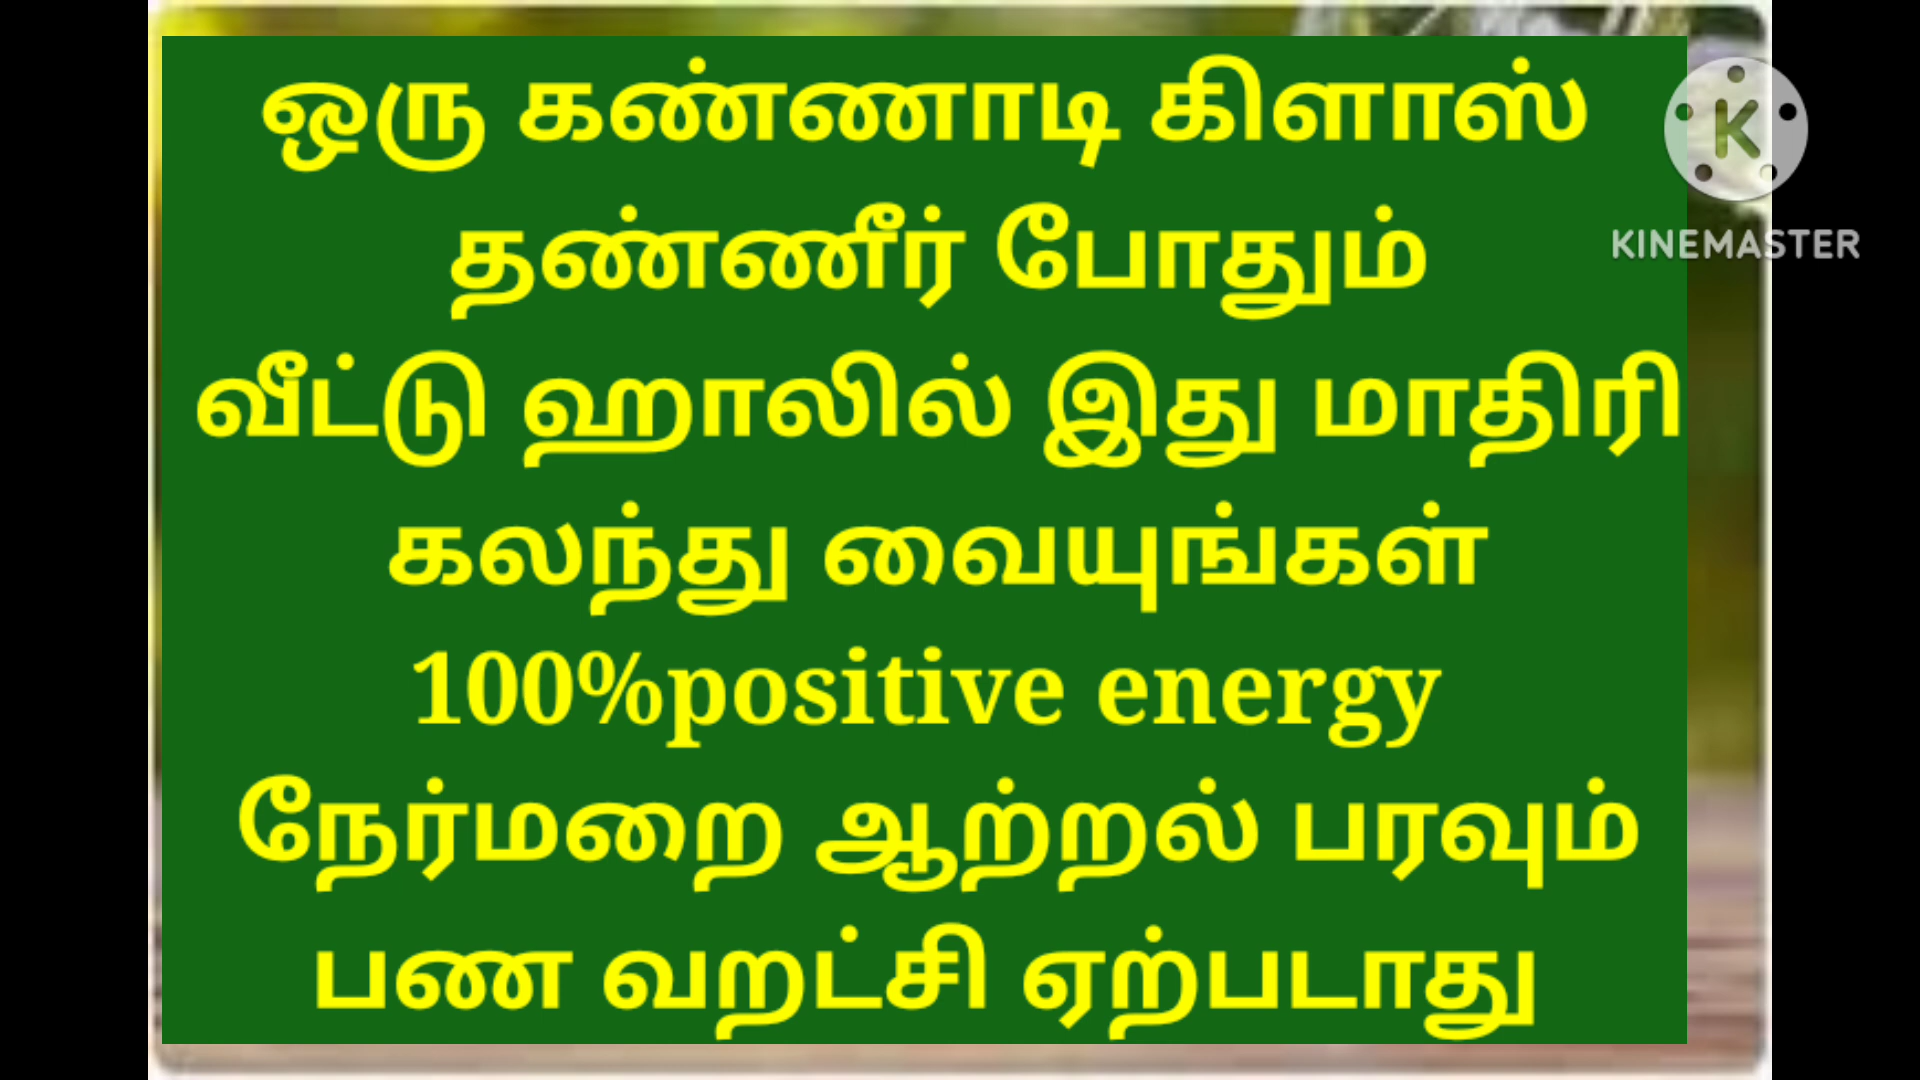 ஒரு கண்ணாடி கிளாஸ்
தண்ணீர் போதும்
வீட்டு ஹாலில் இது மாதிரி
கலந்து வையுங்கள்
100%positive energy
நேர்மறை ஆற்றல் பரவும்
பண வறட்சி ஏற்படாது
K
KINEMASTER